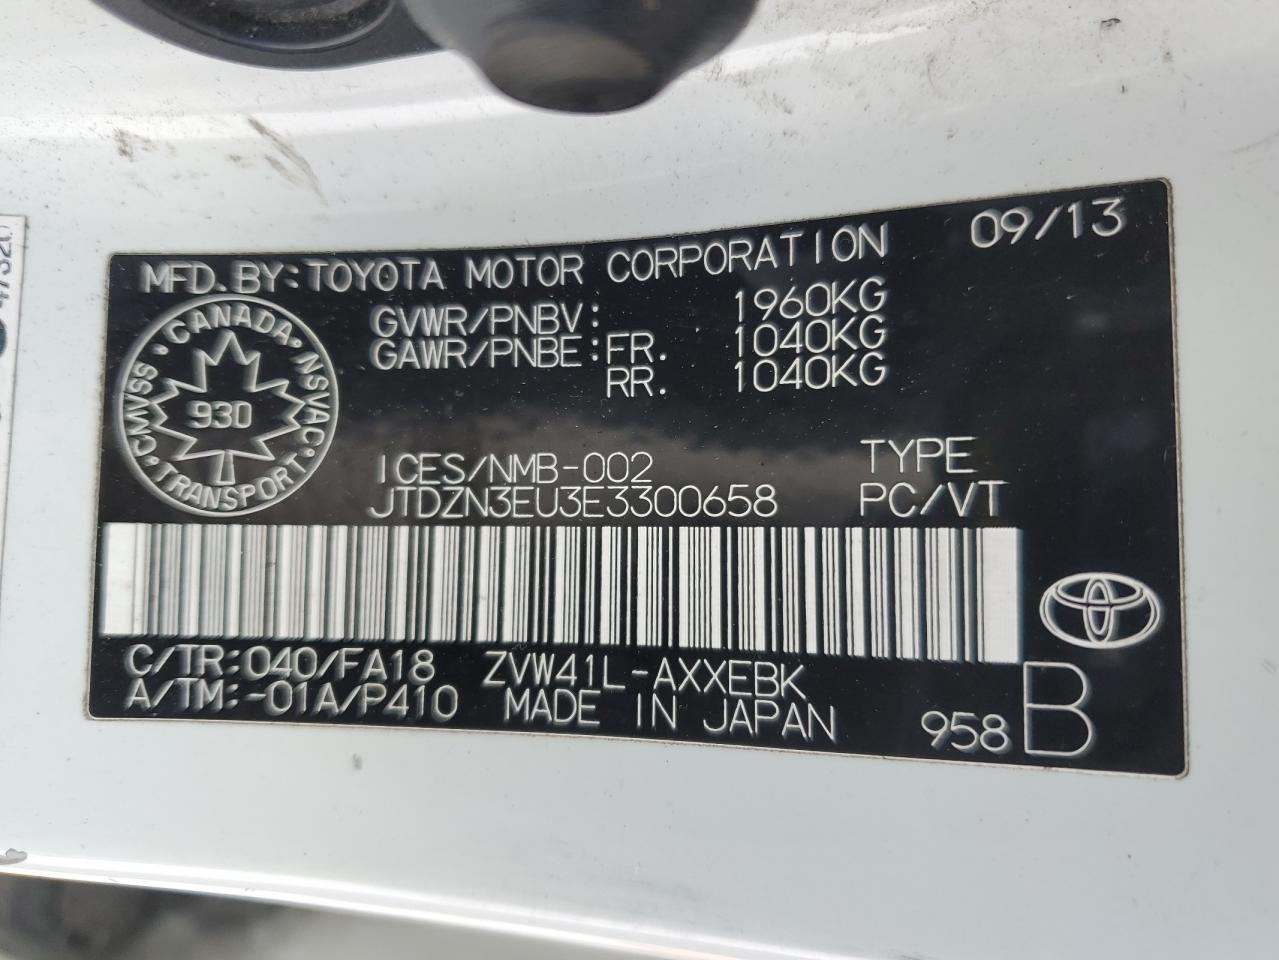 MFD. BY: TOYOTA MOTOR CORPORATION 09/13
GVWR/PNBV: 1960KG
GAWR/PNBE: FR. 1040KG
RR. 1040KG
CANADA · NSVAC · TRANSPORT · CMVSS
930
ICES/NMB-002 TYPE
JTDZN3EU3E3300658 PC/VT
C/TR:040/FA18 ZVW41L-AXXEBK
A/TM:-01A/P410 MADE IN JAPAN 958 B